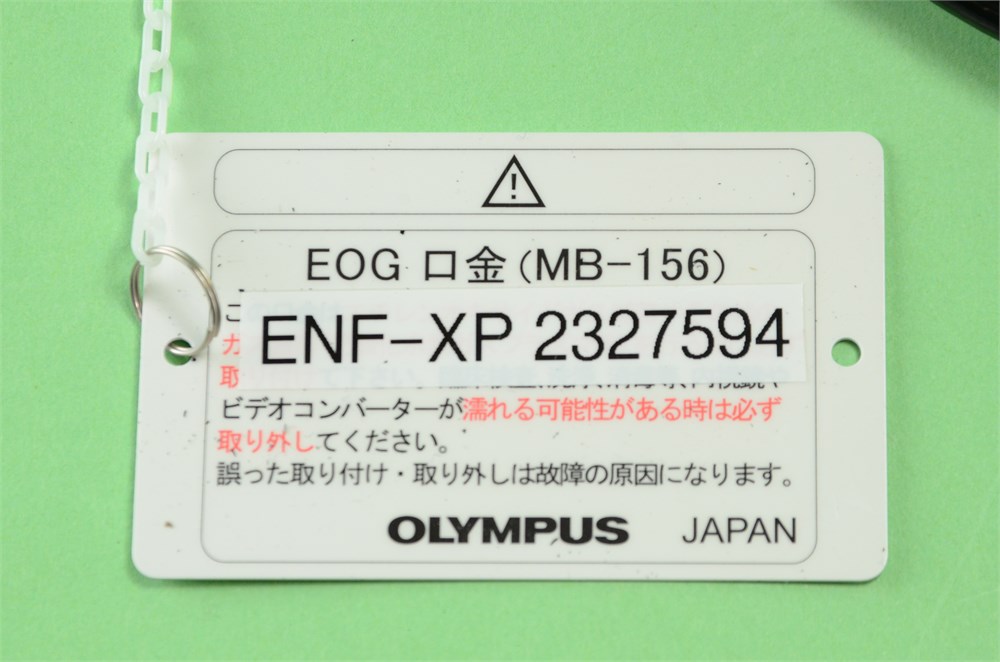 EOG 口金(MB-156)
こ
ENF-XP 2327594
カ
取
ビデオコンバーターが濡れる可能性がある時は必ず
取り外してください。
誤った取り付け・取り外しは故障の原因になります。
OLYMPUS JAPAN